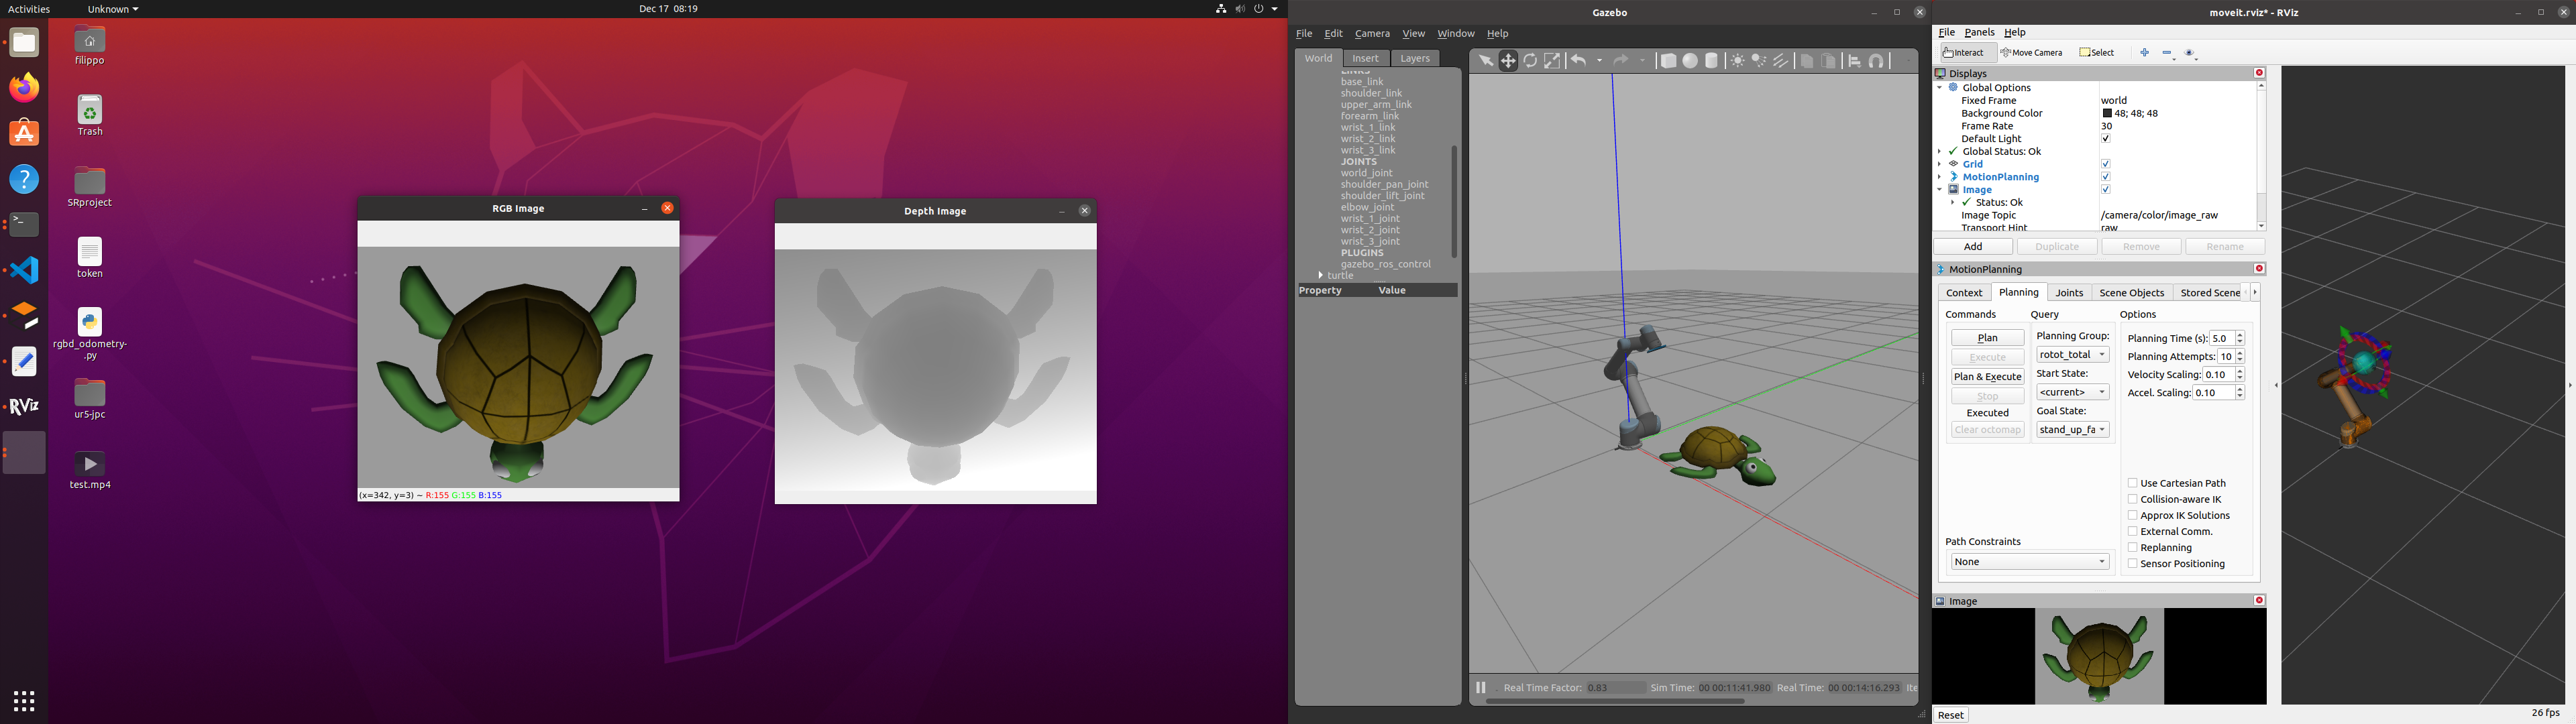 Activities
Unknown
Dec 17 08:19
filippo
Trash
SRproject
token
rgbd_odometry-
.py
ur5-jpc
test.mp4
RViz
RGB Image
(x=342, y=3) ~ R:155 G:155 B:155
Depth Image
Gazebo
File Edit Camera View Window Help
World Insert Layers
LINKS
base_link
shoulder_link
upper_arm_link
forearm_link
wrist_1_link
wrist_2_link
wrist_3_link
JOINTS
world_joint
shoulder_pan_joint
shoulder_lift_joint
elbow_joint
wrist_1_joint
wrist_2_joint
wrist_3_joint
PLUGINS
gazebo_ros_control
turtle
Property Value
Real Time Factor: 0.83 Sim Time: 00 00:11:41.980 Real Time: 00 00:14:16.293 Ite
moveit.rviz* - RViz
File Panels Help
Interact Move Camera Select
Displays
Global Options
Fixed Frame world
Background Color 48; 48; 48
Frame Rate 30
Default Light
Global Status: Ok
Grid
MotionPlanning
Image
Status: Ok
Image Topic /camera/color/image_raw
Transport Hint raw
Add Duplicate Remove Rename
MotionPlanning
Context Planning Joints Scene Objects Stored Scene
Commands Query Options
Plan
Execute
Plan & Execute
Stop
Executed
Clear octomap
Planning Group:
rotot_total
Start State:
<current>
Goal State:
stand_up_fa
Planning Time (s): 5.0
Planning Attempts: 10
Velocity Scaling: 0.10
Accel. Scaling: 0.10
Use Cartesian Path
Collision-aware IK
Approx IK Solutions
External Comm.
Replanning
Sensor Positioning
Path Constraints
None
Image
Reset
26 fps